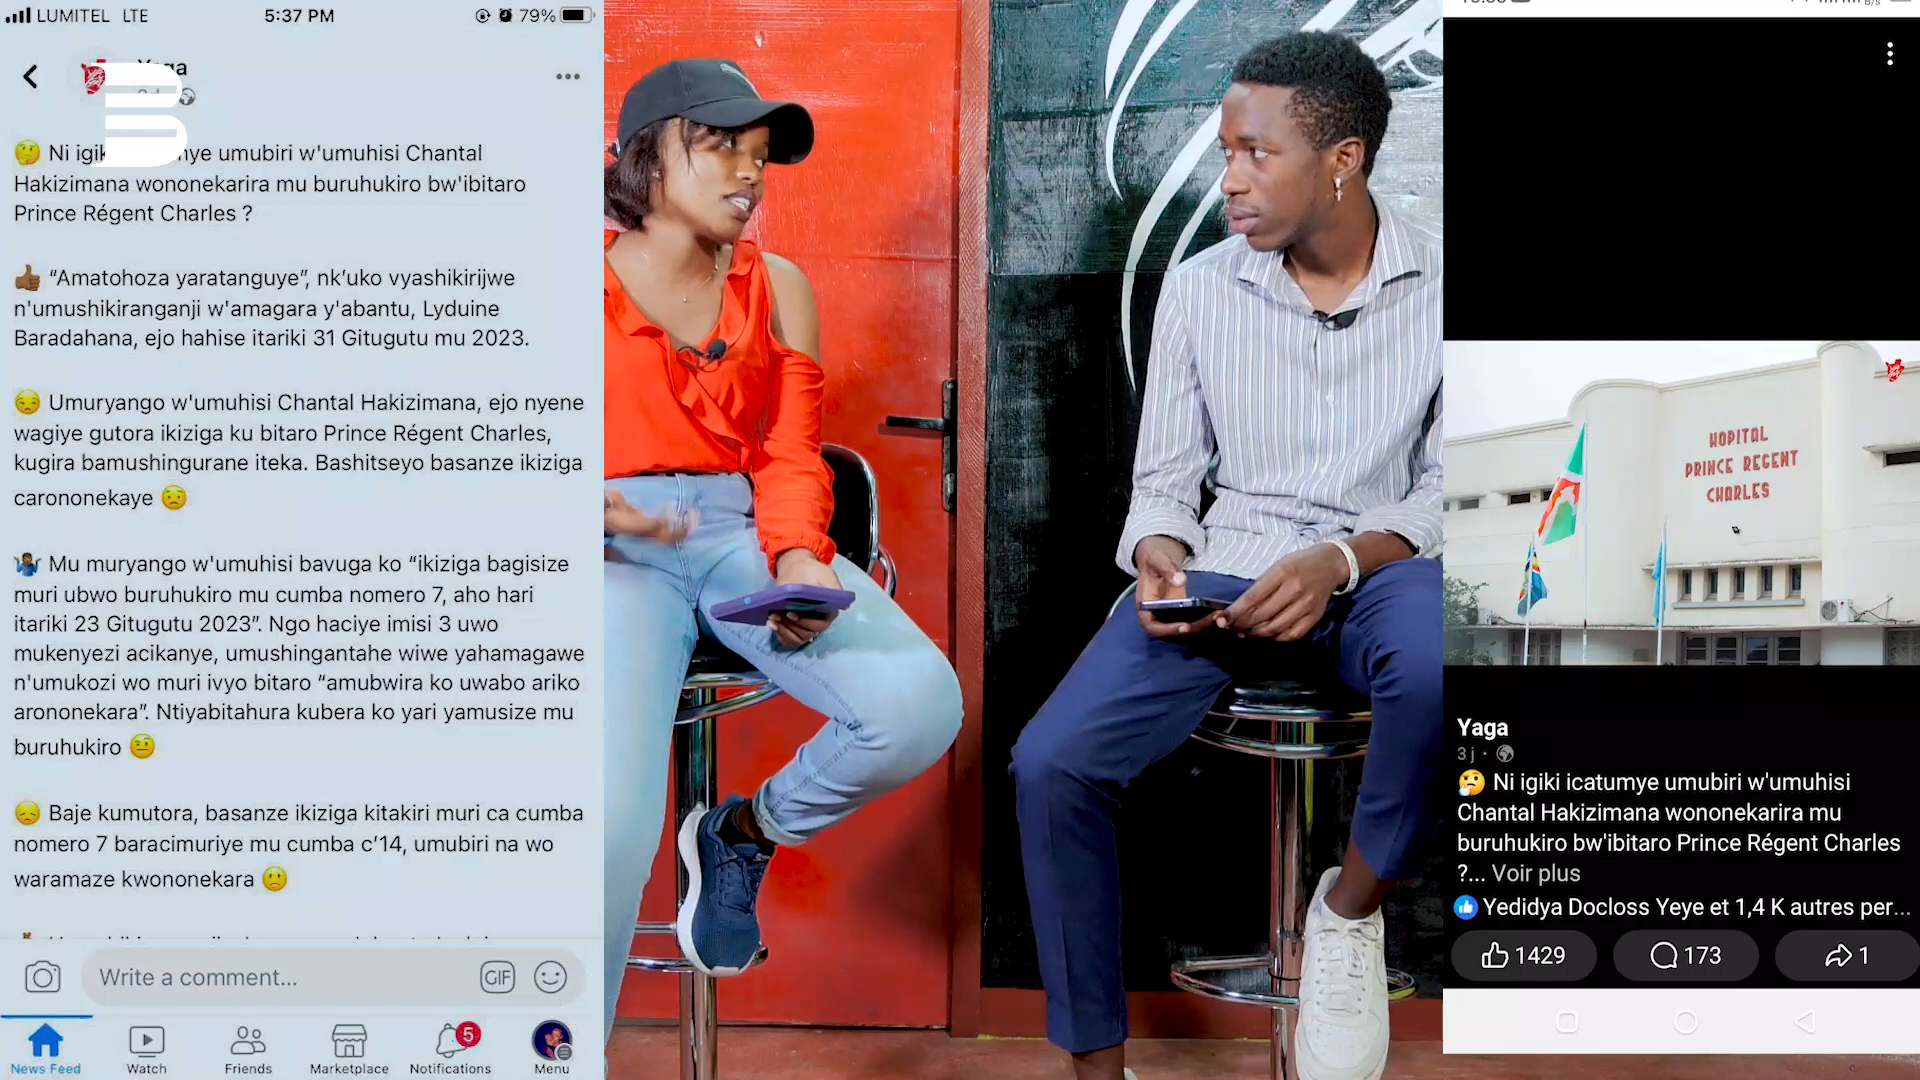 LUMITEL LTE
5:37 PM
79%
Yaga
Ni umubiri w'umuhisi Chantal
Hakizimana wononekarira mu buruhukiro bw'ibitaro
Prince Régent Charles ?
“Amatohoza yaratanguye”, nk’uko vyashikirijwe
n'umushikiranganji w'amagara y'abantu, Lyduine
Baradahana, ejo hahise itariki 31 Gitugutu mu 2023.
Umuryango w'umuhisi Chantal Hakizimana, ejo nyene
wagiye gutora ikiziga ku bitaro Prince Régent Charles,
kugira bamushingurane iteka. Bashitseyo basanze ikiziga
carononekaye
Mu muryango w'umuhisi bavuga ko “ikiziga bagisize
muri ubwo buruhukiro mu cumba nomero 7, aho hari
itariki 23 Gitugutu 2023”. Ngo haciye imisi 3 uwo
mukenyezi acikanye, umushingantahe wiwe yahamagawe
n'umukozi wo muri ivyo bitaro “amubwira ko uwabo ariko
arononekara”. Ntiyabitahura kubera ko yari yamusize mu
buruhukiro
Baje kumutora, basanze ikiziga kitakiri muri ca cumba
nomero 7 baracimuriye mu cumba c’14, umubiri na wo
waramaze kwononekara
Write a comment...
GIF
5
News Feed
Watch
Friends
Marketplace
Notifications
Menu
B/s
HOPITAL
PRINCE REGENT
CHARLES
Yaga
3 j ·
Ni igiki icatumye umubiri w'umuhisi
Chantal Hakizimana wononekarira mu
buruhukiro bw'ibitaro Prince Régent Charles
?... Voir plus
Yedidya Docloss Yeye et 1,4 K autres per...
1429
173
1